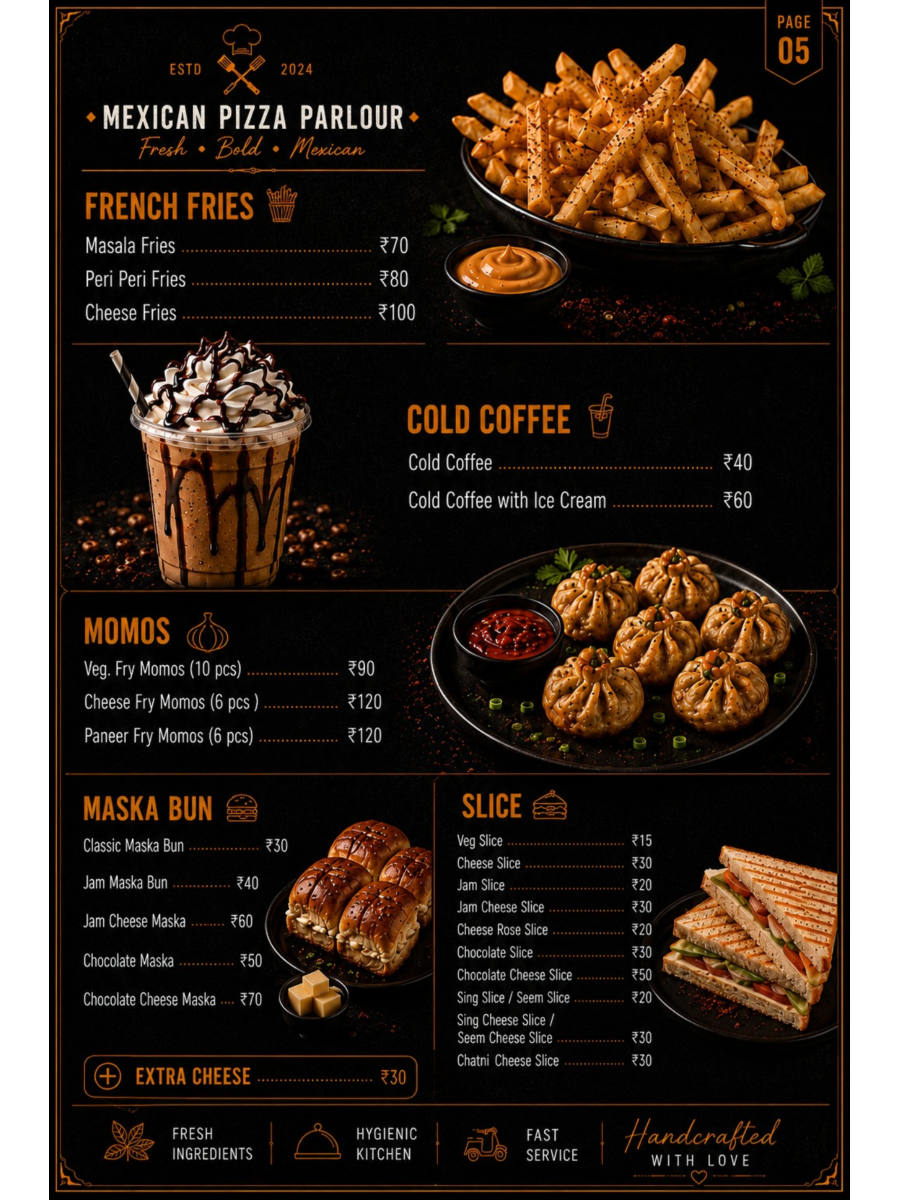 PAGE
05
ESTD 2024
MEXICAN PIZZA PARLOUR
Fresh • Bold • Mexican
FRENCH FRIES
Masala Fries ₹70
Peri Peri Fries ₹80
Cheese Fries ₹100
COLD COFFEE
Cold Coffee ₹40
Cold Coffee with Ice Cream ₹60
MOMOS
Veg. Fry Momos (10 pcs) ₹90
Cheese Fry Momos (6 pcs ) ₹120
Paneer Fry Momos (6 pcs) ₹120
MASKA BUN
Classic Maska Bun ₹30
Jam Maska Bun ₹40
Jam Cheese Maska ₹60
Chocolate Maska ₹50
Chocolate Cheese Maska ₹70
EXTRA CHEESE ₹30
SLICE
Veg Slice ₹15
Cheese Slice ₹30
Jam Slice ₹20
Jam Cheese Slice ₹30
Cheese Rose Slice ₹20
Chocolate Slice ₹30
Chocolate Cheese Slice ₹50
Sing Slice / Seem Slice ₹20
Sing Cheese Slice /
Seem Cheese Slice ₹30
Chatni Cheese Slice ₹30
FRESH
INGREDIENTS
HYGIENIC
KITCHEN
FAST
SERVICE
Handcrafted
WITH LOVE